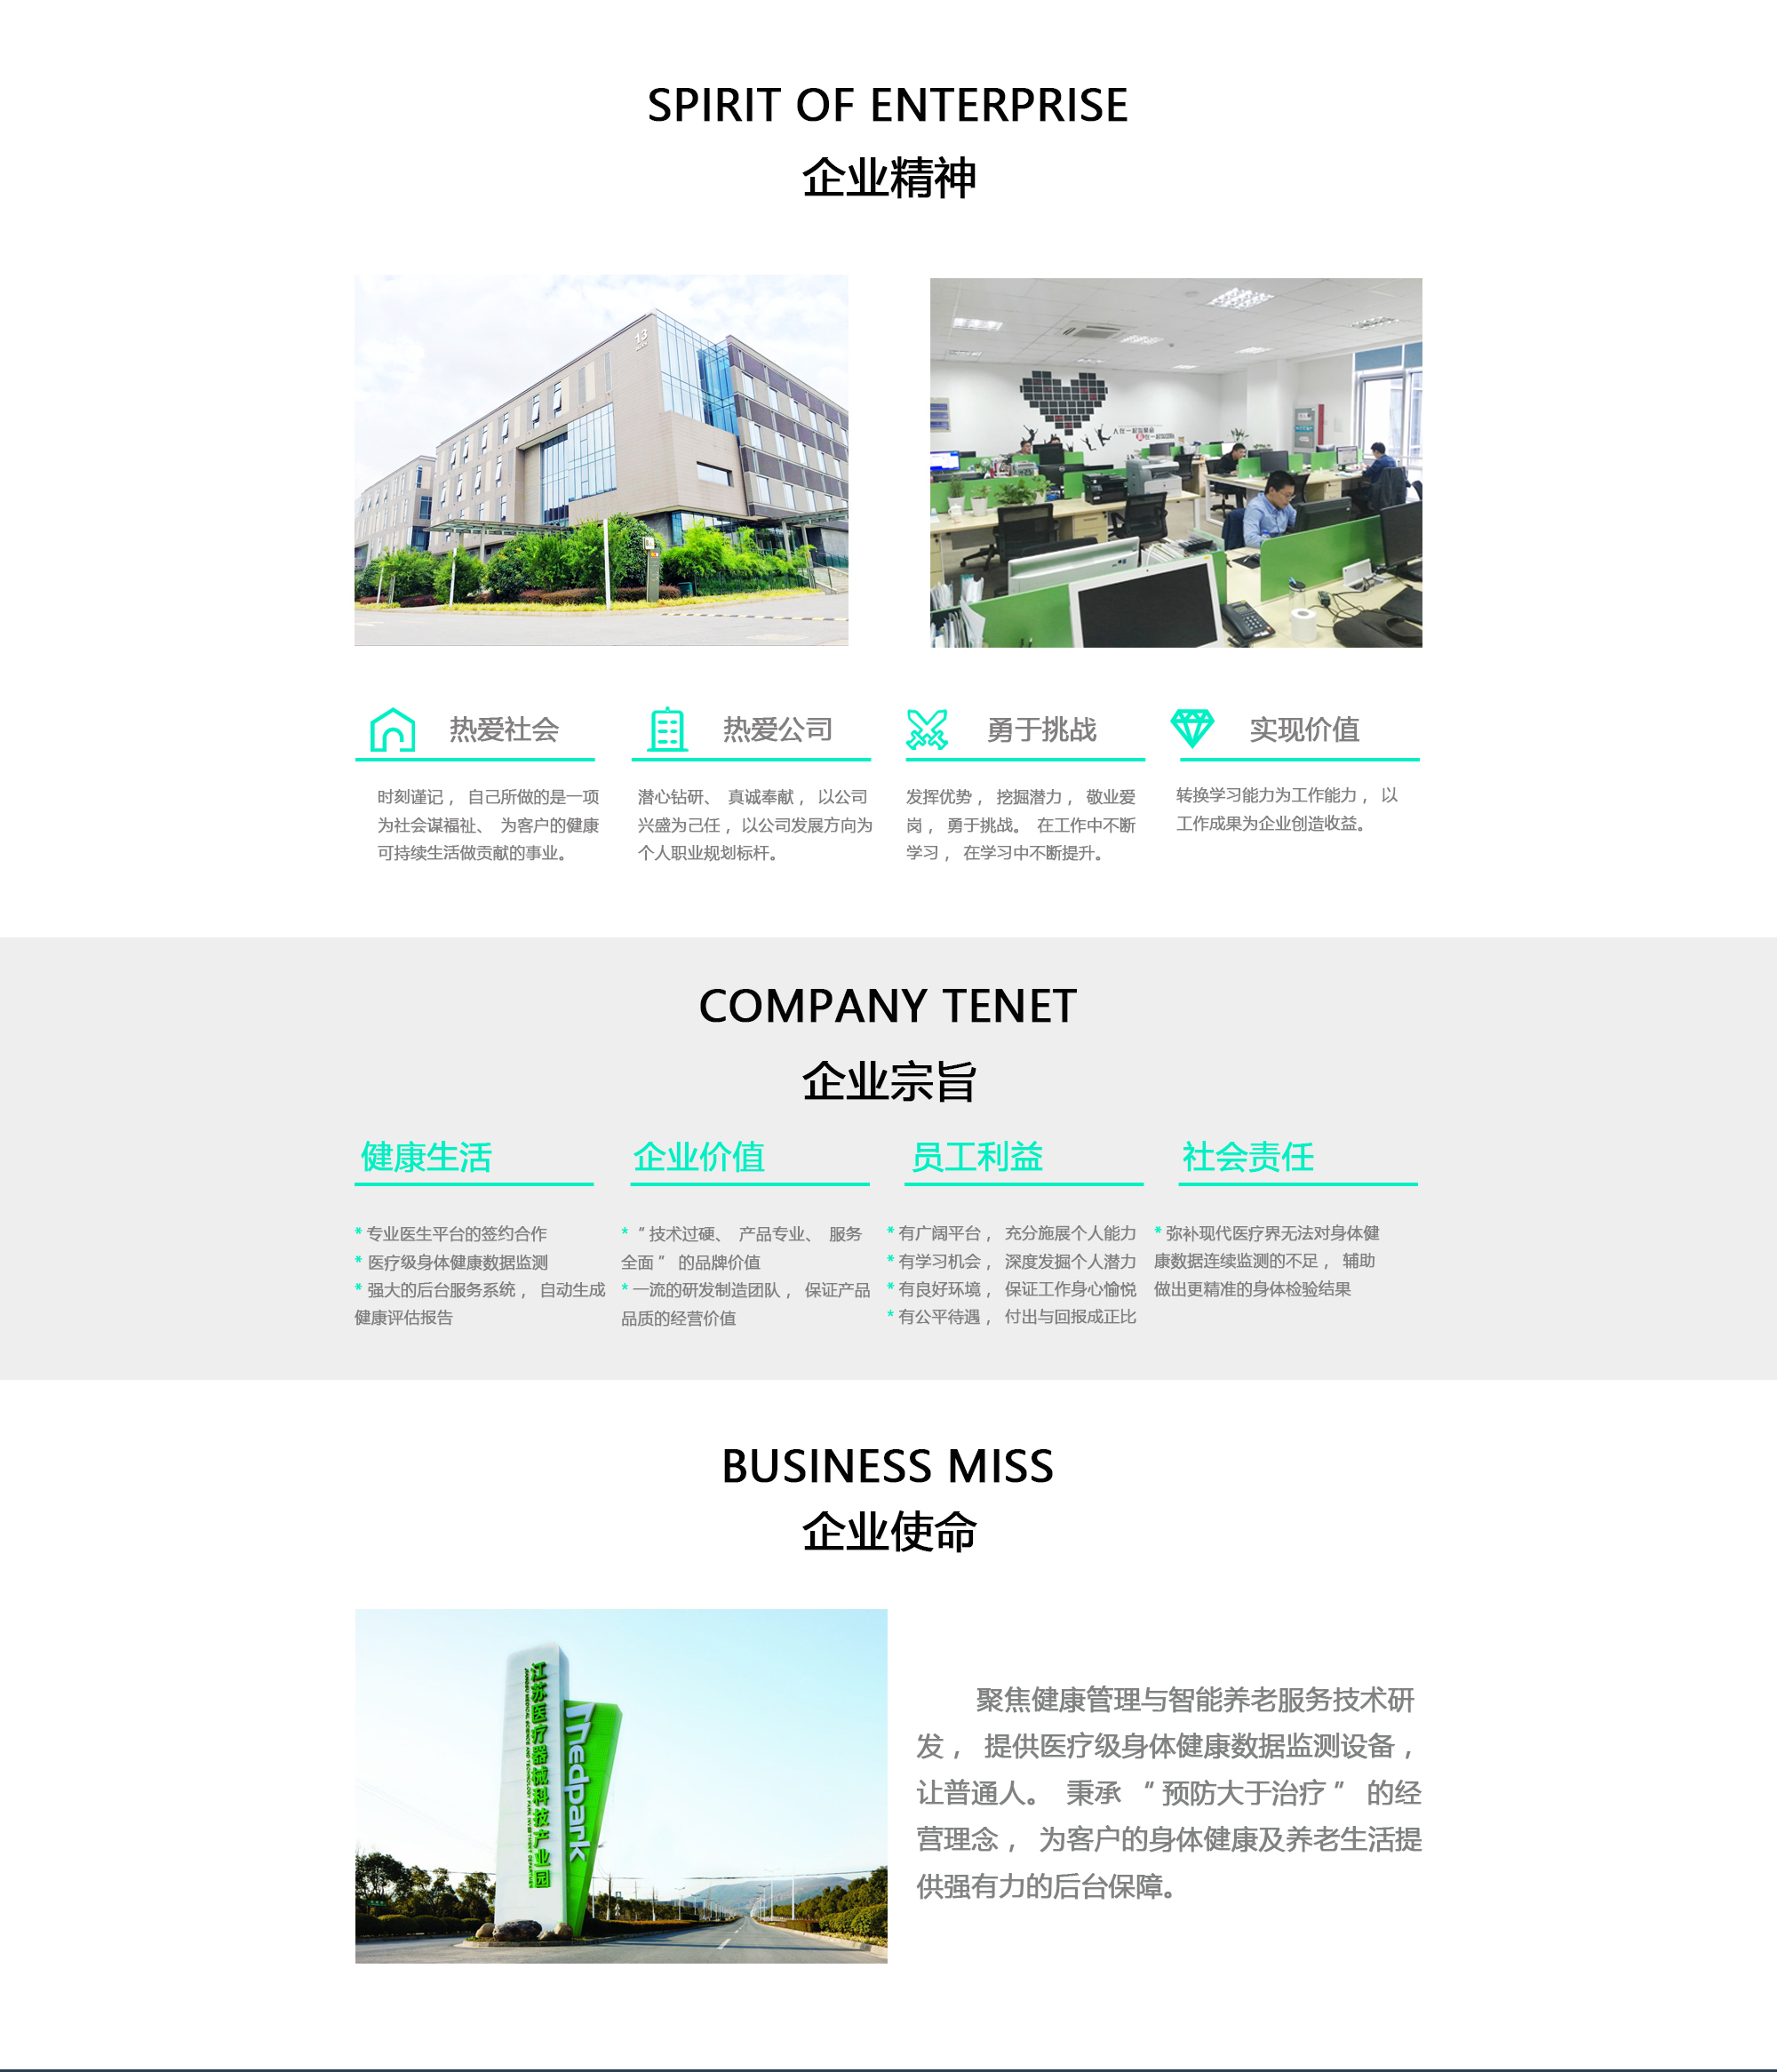 SPIRIT OF ENTERPRISE
企业精神
13
热爱社会
时刻谨记， 自己所做的是一项
为社会谋福祉、 为客户的健康
可持续生活做贡献的事业。
热爱公司
潜心钻研、 真诚奉献， 以公司
兴盛为己任， 以公司发展方向为
个人职业规划标杆。
勇于挑战
发挥优势， 挖掘潜力， 敬业爱
岗， 勇于挑战。 在工作中不断
学习， 在学习中不断提升。
实现价值
转换学习能力为工作能力， 以
工作成果为企业创造收益。
COMPANY TENET
企业宗旨
健康生活
* 专业医生平台的签约合作
* 医疗级身体健康数据监测
* 强大的后台服务系统， 自动生成
健康评估报告
企业价值
* “ 技术过硬、 产品专业、 服务
全面 ” 的品牌价值
* 一流的研发制造团队， 保证产品
品质的经营价值
员工利益
* 有广阔平台， 充分施展个人能力
* 有学习机会， 深度发掘个人潜力
* 有良好环境， 保证工作身心愉悦
* 有公平待遇， 付出与回报成正比
社会责任
* 弥补现代医疗界无法对身体健
康数据连续监测的不足， 辅助
做出更精准的身体检验结果
BUSINESS MISS
企业使命
江苏医疗器械科技产业园
medpark
聚焦健康管理与智能养老服务技术研
发， 提供医疗级身体健康数据监测设备，
让普通人。 秉承 “ 预防大于治疗 ” 的经
营理念， 为客户的身体健康及养老生活提
供强有力的后台保障。